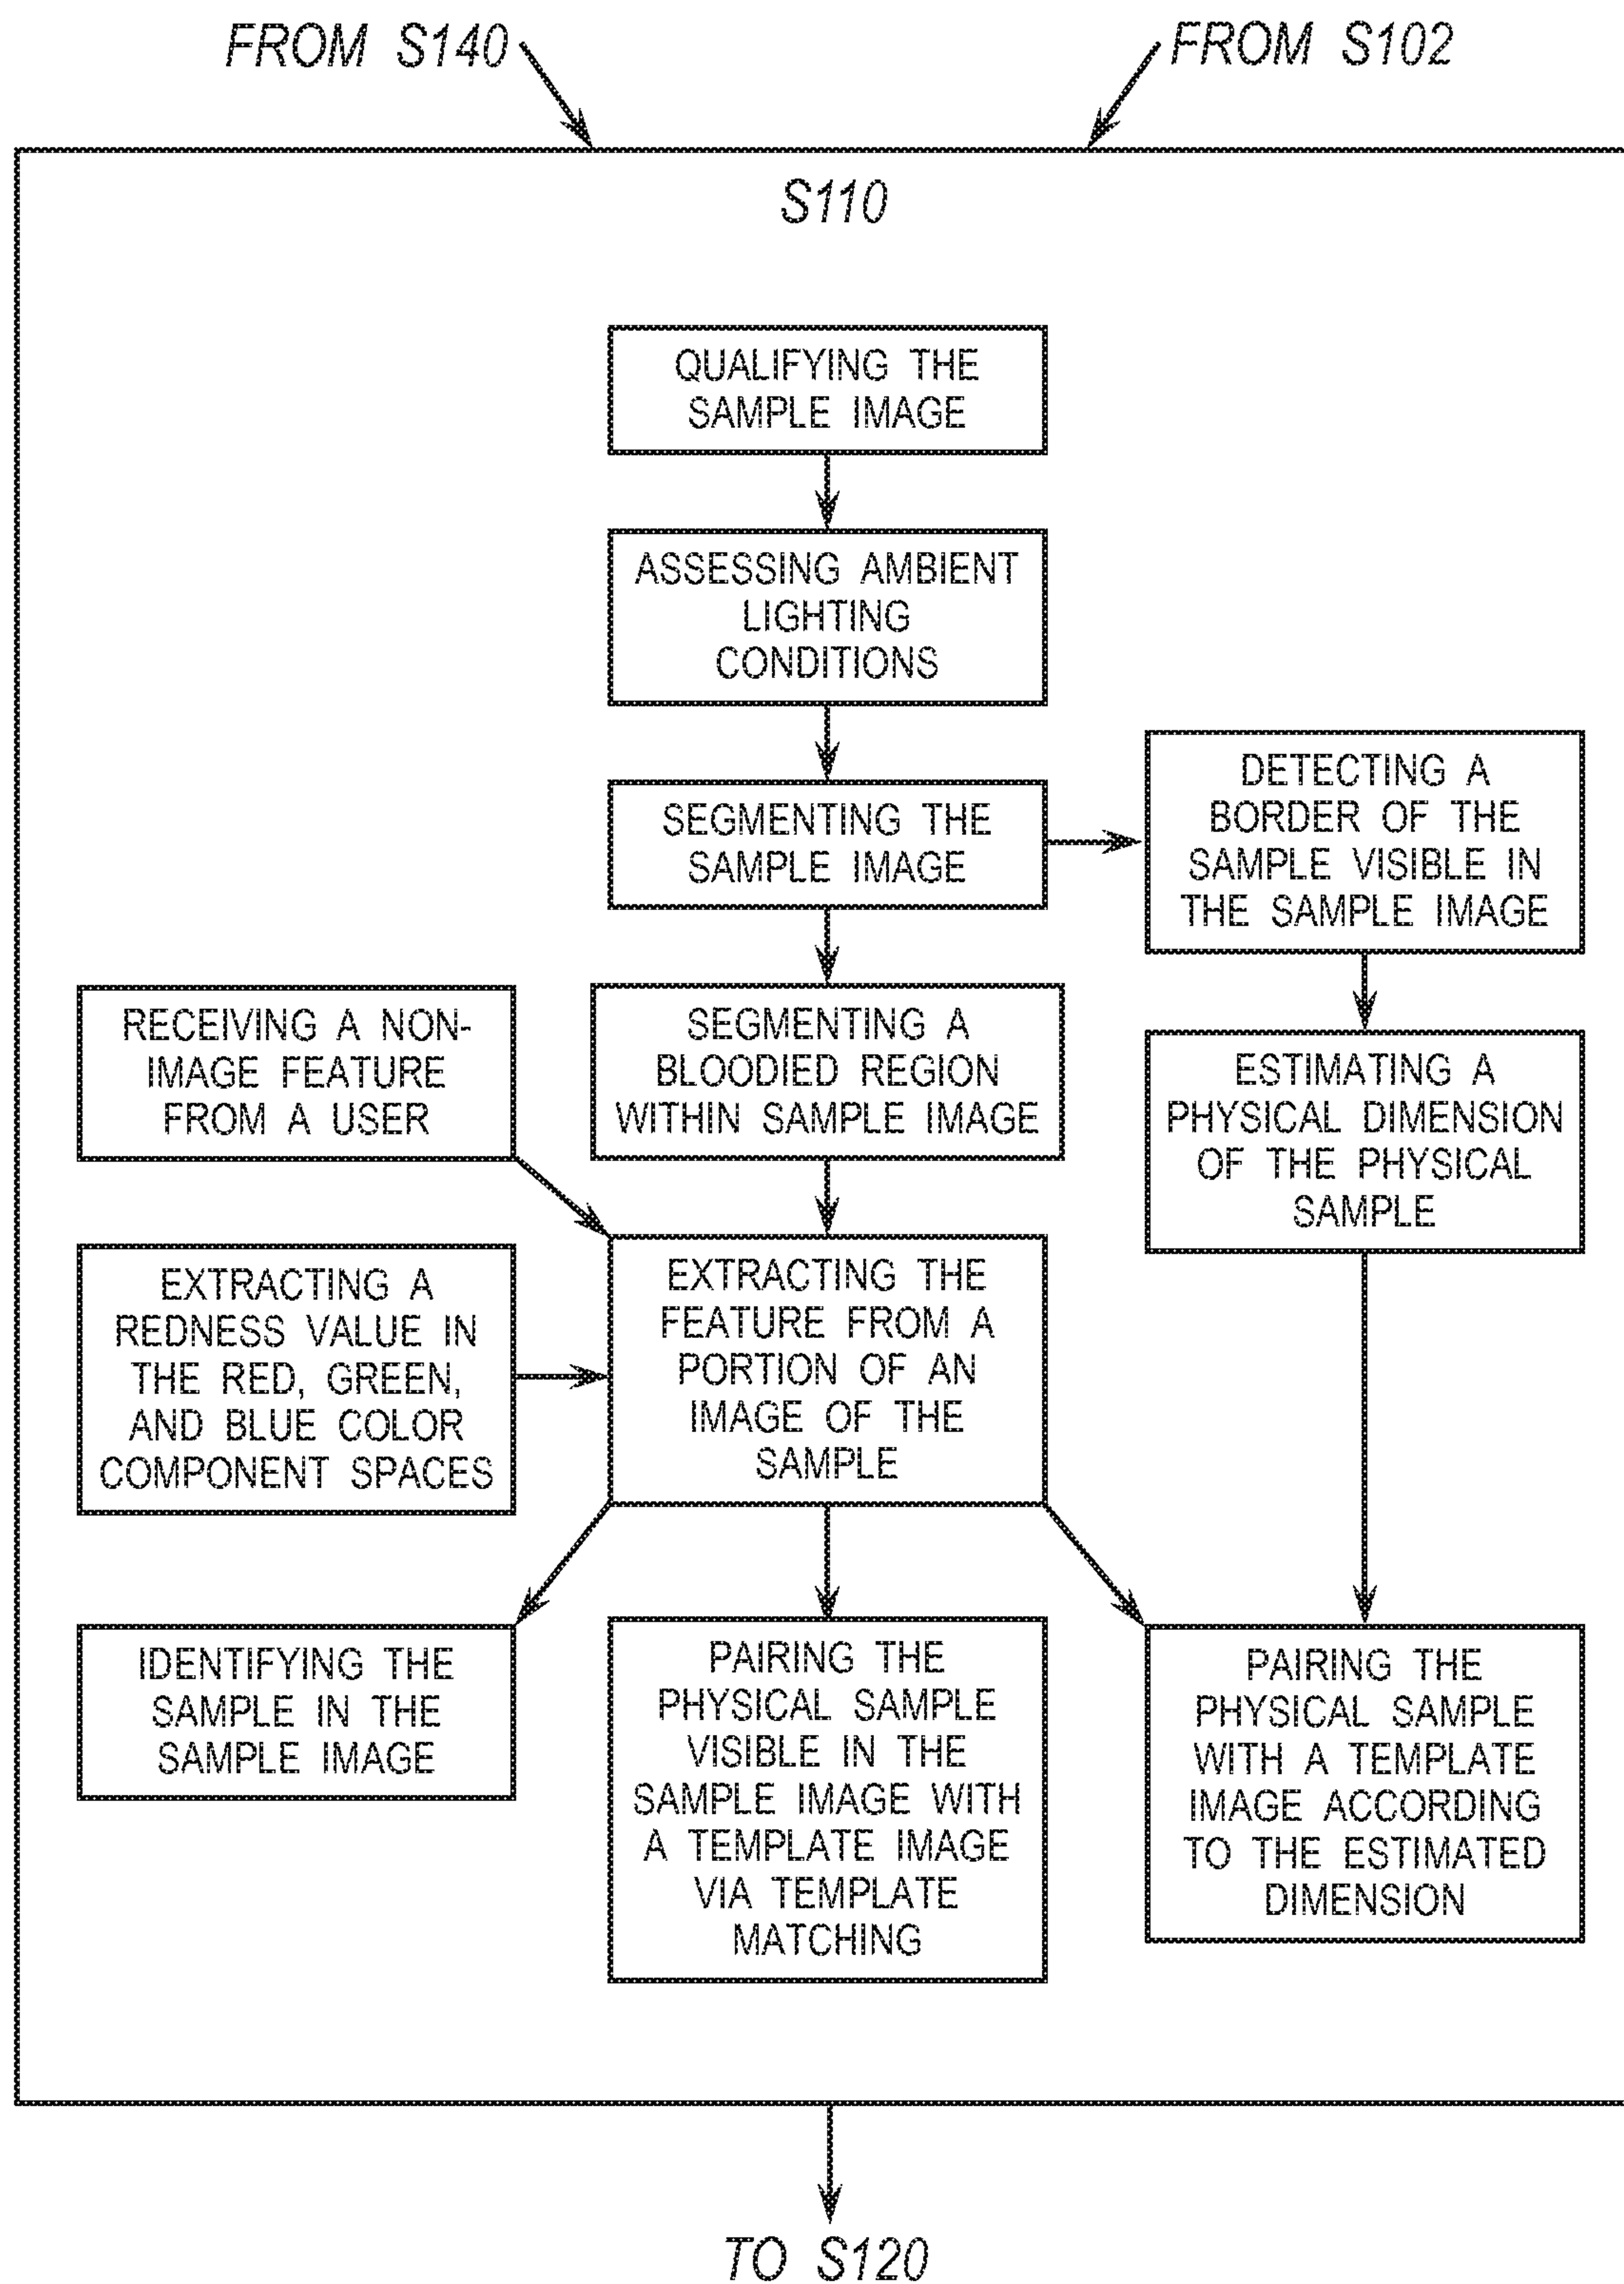 FROM S140
FROM S102
S110
QUALIFYING THE
SAMPLE IMAGE
ASSESSING AMBIENT
LIGHTING
CONDITIONS
SEGMENTING THE
SAMPLE IMAGE
DETECTING A
BORDER OF THE
SAMPLE VISIBLE IN
THE SAMPLE IMAGE
RECEIVING A NON-
IMAGE FEATURE
FROM A USER
SEGMENTING A
BLOODIED REGION
WITHIN SAMPLE IMAGE
ESTIMATING A
PHYSICAL DIMENSION
OF THE PHYSICAL
SAMPLE
EXTRACTING A
REDNESS VALUE IN
THE RED, GREEN,
AND BLUE COLOR
COMPONENT SPACES
EXTRACTING THE
FEATURE FROM A
PORTION OF AN
IMAGE OF THE
SAMPLE
IDENTIFYING THE
SAMPLE IN THE
SAMPLE IMAGE
PAIRING THE
PHYSICAL SAMPLE
VISIBLE IN THE
SAMPLE IMAGE WITH
A TEMPLATE IMAGE
VIA TEMPLATE
MATCHING
PAIRING THE
PHYSICAL SAMPLE
WITH A TEMPLATE
IMAGE ACCORDING
TO THE ESTIMATED
DIMENSION
TO S120